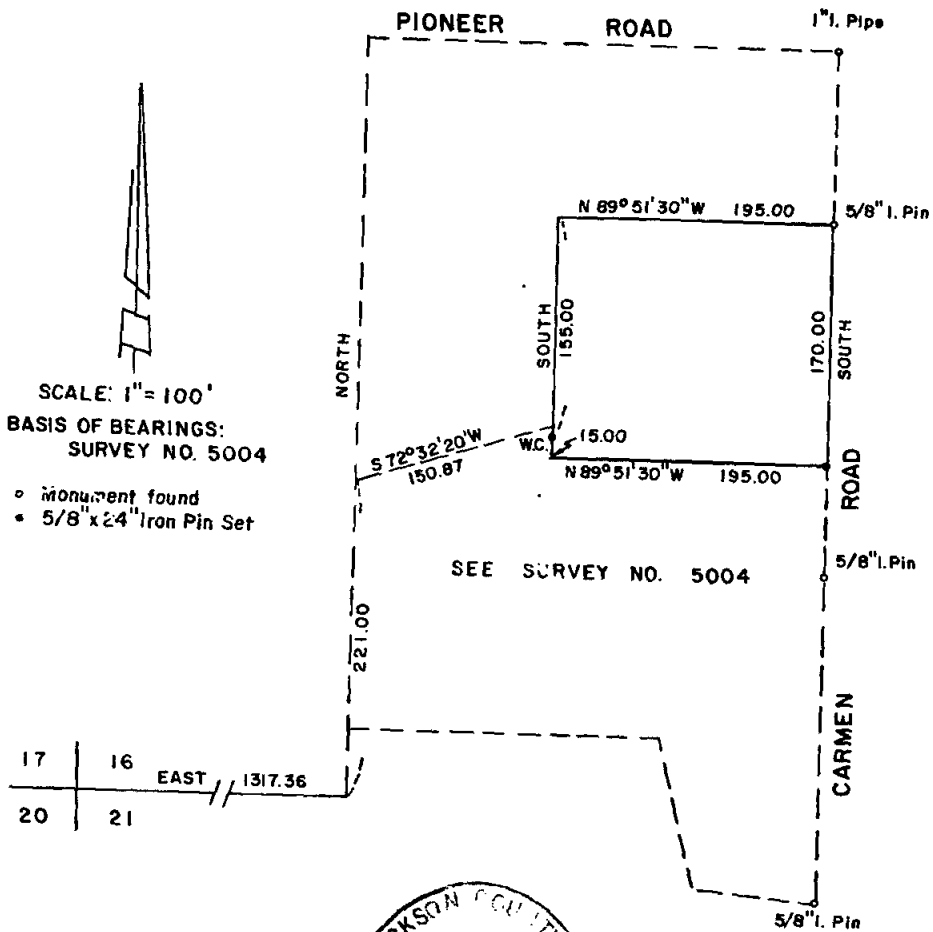 PIONEER ROAD
1" I. Pipe
N 89° 51' 30" W 195.00
5/8" I. Pin
NORTH
SOUTH
155.00
170.00
SOUTH
SCALE: 1" = 100'
BASIS OF BEARINGS:
SURVEY NO. 5004
S 72° 32' 20" W
150.87
W.C.
15.00
N 89° 51' 30" W 195.00
ROAD
○ Monument found
• 5/8" x 24" Iron Pin Set
SEE SURVEY NO. 5004
5/8" I. Pin
221.00
CARMEN
17 16
EAST 1317.36
20 21
5/8" I. Pin